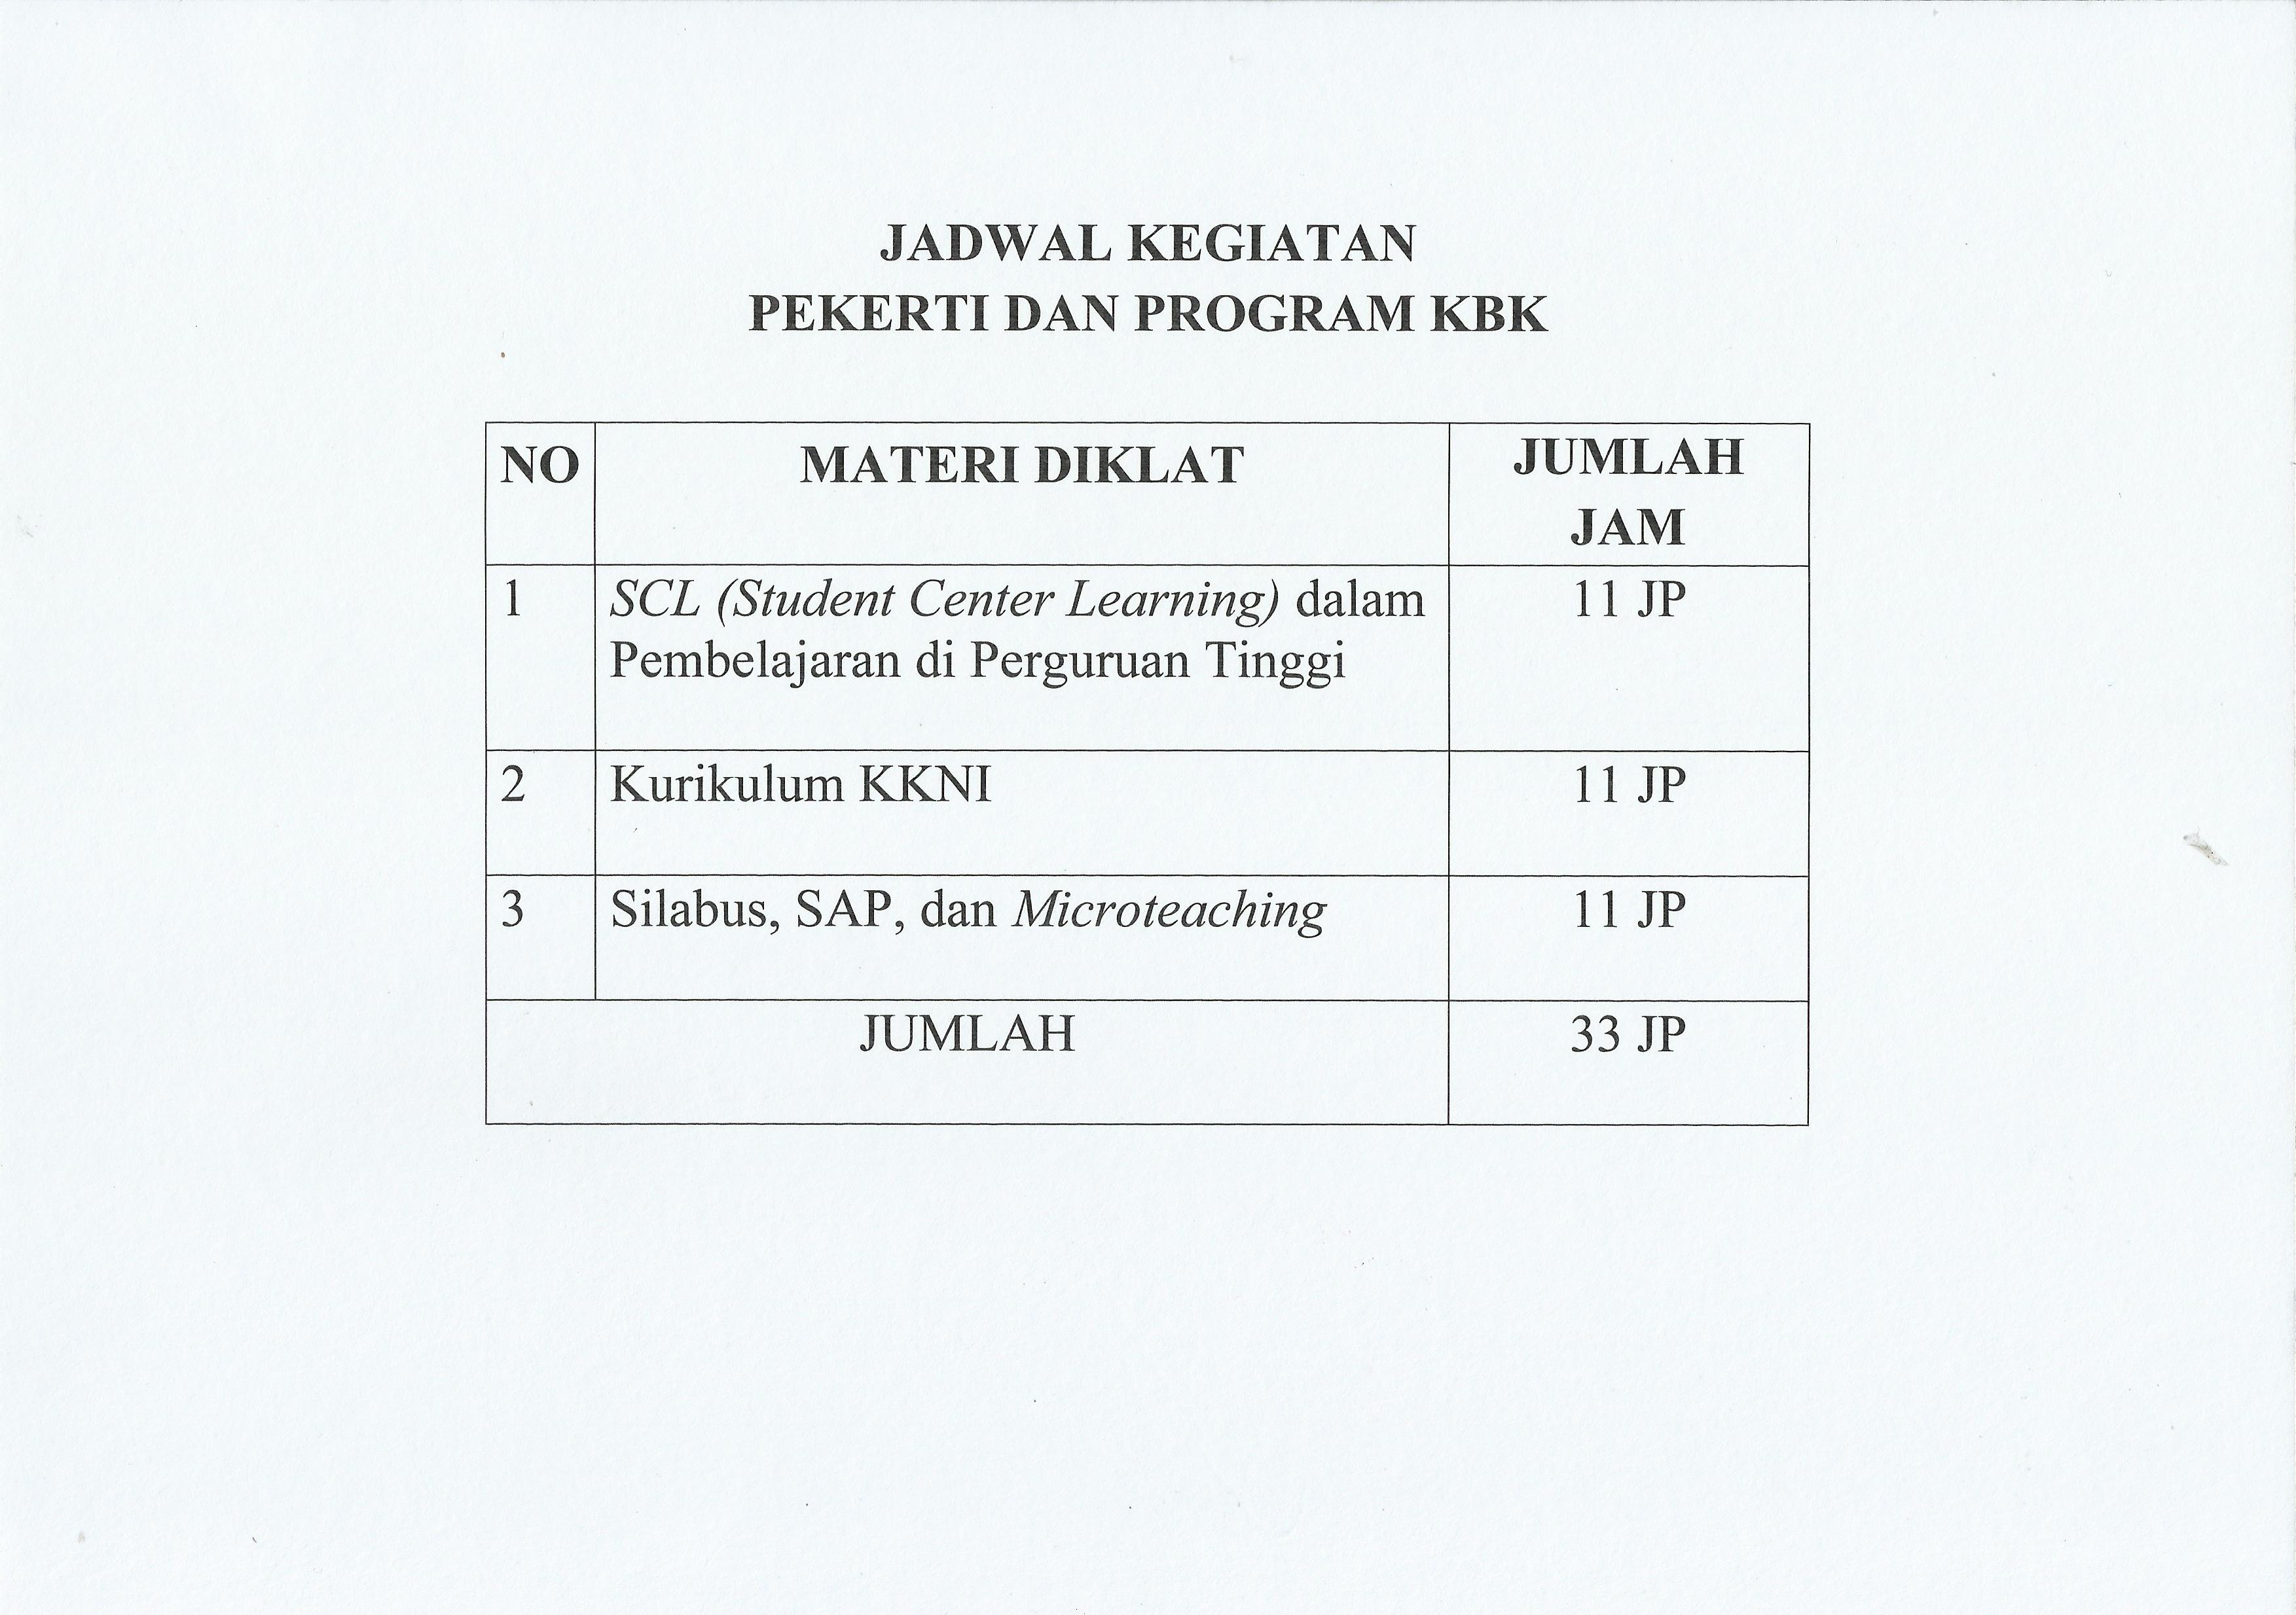 JADWAL KEGIATAN
PEKERTI DAN PROGRAM KBK
NO MATERI DIKLAT JUMLAH
JAM
1 SCL (Student Center Learning) dalam 11 JP
Pembelajaran di Perguruan Tinggi
2 Kurikulum KKNI 11 JP
3 Silabus, SAP, dan Microteaching 11 JP
JUMLAH 33 JP